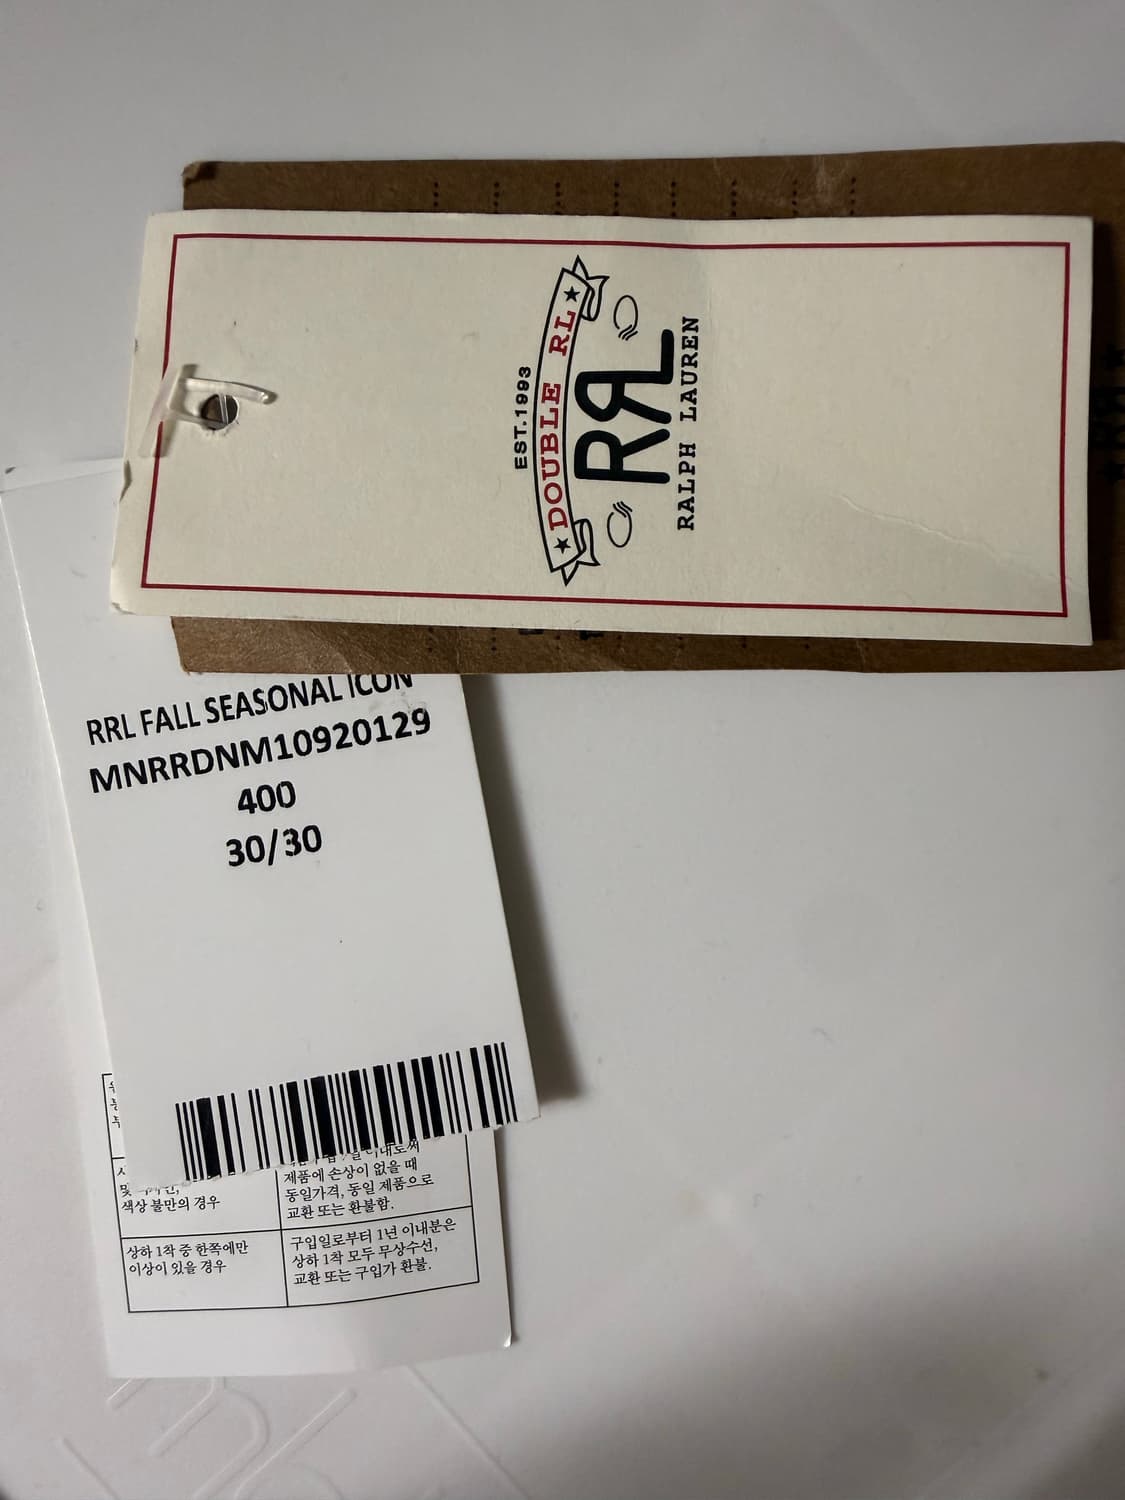 EST.1993
★ DOUBLE RL ★
RRL
RALPH LAUREN
RRL FALL SEASONAL ICON
MNRRDNM10920129
400
30/30
제품에 손상이 없을 때
색상 불만의 경우
동일가격, 동일 제품으로
교환 또는 환불함.
상하 1착 중 한쪽에만
이상이 있을 경우
구입일로부터 1년 이내분은
상하 1착 모두 무상수선,
교환 또는 구입가 환불.